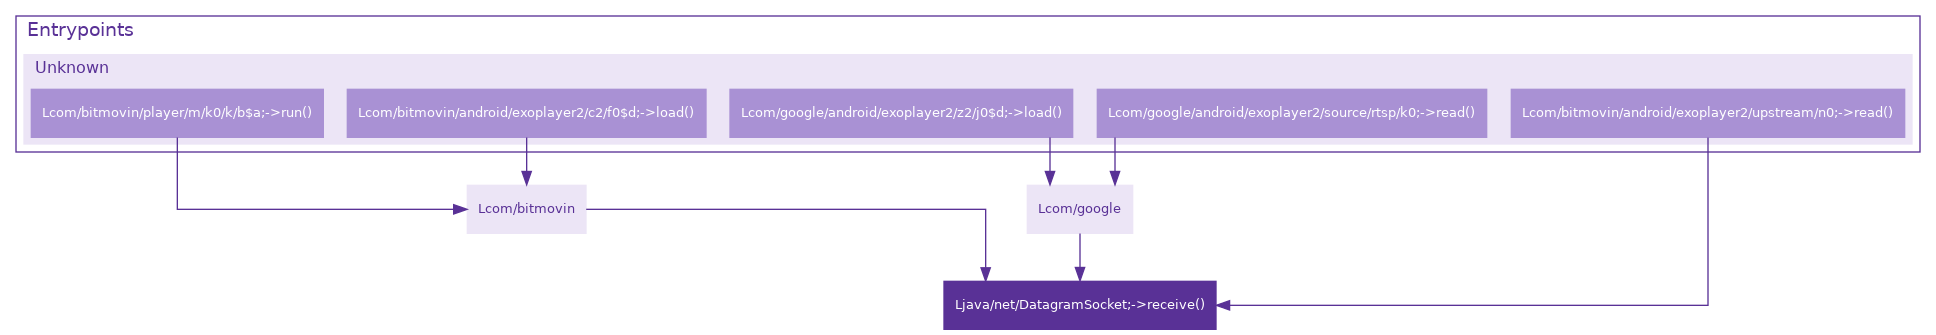 Entrypoints
Unknown
Lcom/bitmovin/player/m/k0/k/b$a;->run()
Lcom/bitmovin/android/exoplayer2/c2/f0$d;->load()
Lcom/google/android/exoplayer2/z2/j0$d;->load()
Lcom/google/android/exoplayer2/source/rtsp/k0;->read()
Lcom/bitmovin/android/exoplayer2/upstream/n0;->read()
Lcom/bitmovin
Lcom/google
Ljava/net/DatagramSocket;->receive()